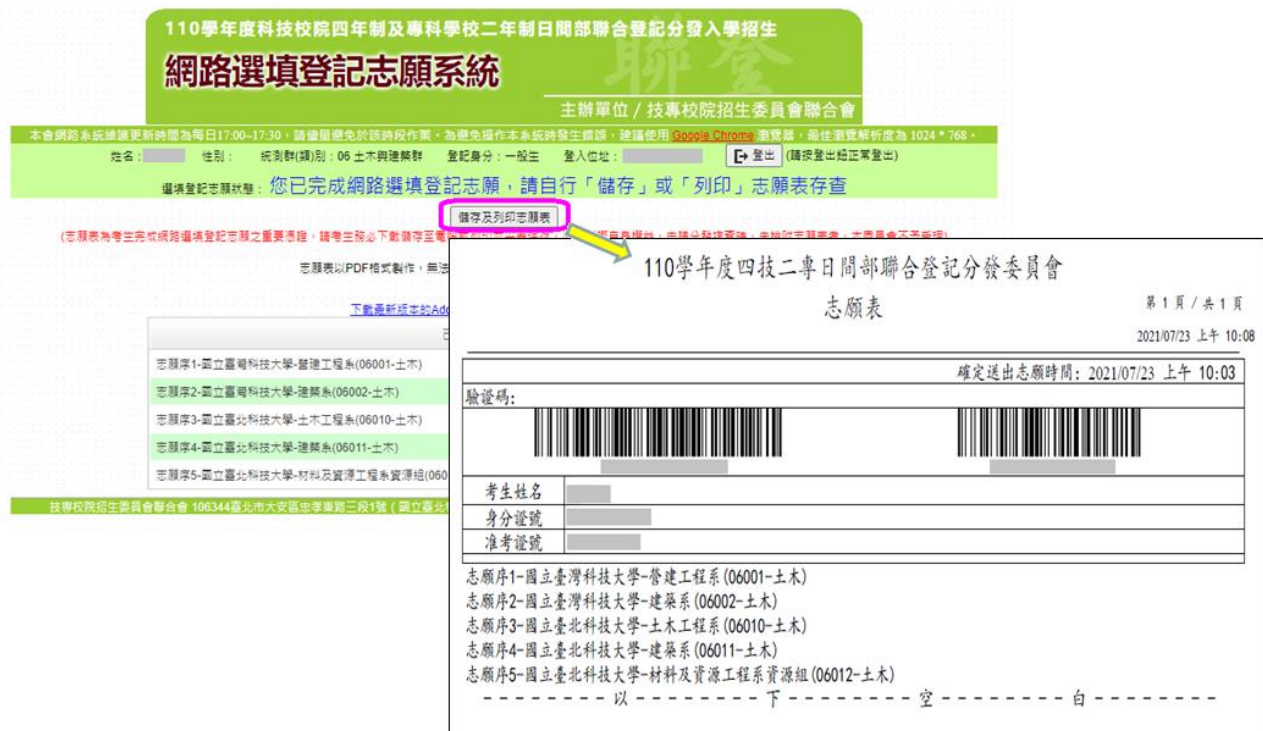 110學年度科技校院四年制及專科學校二年制日間部聯合登記分發入學招生
聯登
網路選填登記志願系統
主辦單位 / 技專校院招生委員會聯合會
本會網路系統維護更新時間為每日17:00~17:30,請儘量避免於該時段作業。為避免操作本系統時發生錯誤,建議使用 Google Chrome 瀏覽器,最佳瀏覽解析度為 1024 * 768。
姓名: 性別: 統測群(類)別:06 土木與建築群 登記身分:一般生 登入位址: 登出 (請按登出鈕正常登出)
選填登記志願狀態:您已完成網路選填登記志願,請自行「儲存」或「列印」志願表存查
儲存及列印志願表
(志願表為考生完成網路選填登記志願之重要憑證,請考生務必下載儲存至電
志願表以PDF格式製作,無法
下載最新版本的Ado
志願序1-國立臺灣科技大學-營建工程系(06001-土木)
志願序2-國立臺灣科技大學-建築系(06002-土木)
志願序3-國立臺北科技大學-土木工程系(06010-土木)
志願序4-國立臺北科技大學-建築系(06011-土木)
志願序5-國立臺北科技大學-材料及資源工程系資源組(060
技專校院招生委員會聯合會 106344臺北市大安區忠孝東路三段1號 ( 國立臺北
110學年度四技二專日間部聯合登記分發委員會
志願表
第 1 頁 / 共 1 頁
2021/07/23 上午 10:08
確定送出志願時間: 2021/07/23 上午 10:03
驗證碼:
考生姓名
身分證號
准考證號
志願序1-國立臺灣科技大學-營建工程系(06001-土木)
志願序2-國立臺灣科技大學-建築系(06002-土木)
志願序3-國立臺北科技大學-土木工程系(06010-土木)
志願序4-國立臺北科技大學-建築系(06011-土木)
志願序5-國立臺北科技大學-材料及資源工程系資源組(06012-土木)
- - - - - - - - 以 - - - - - - - - 下 - - - - - - - - 空 - - - - - - - - 白 - - - - - - - -